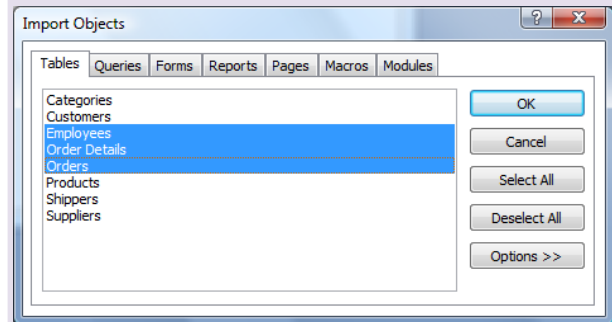 Import Objects
?
X
Tables Queries Forms Reports Pages Macros Modules
Categories
Customers
Employees
Order Details
Orders
Products
Shippers
Suppliers
OK
Cancel
Select All
Deselect All
Options >>